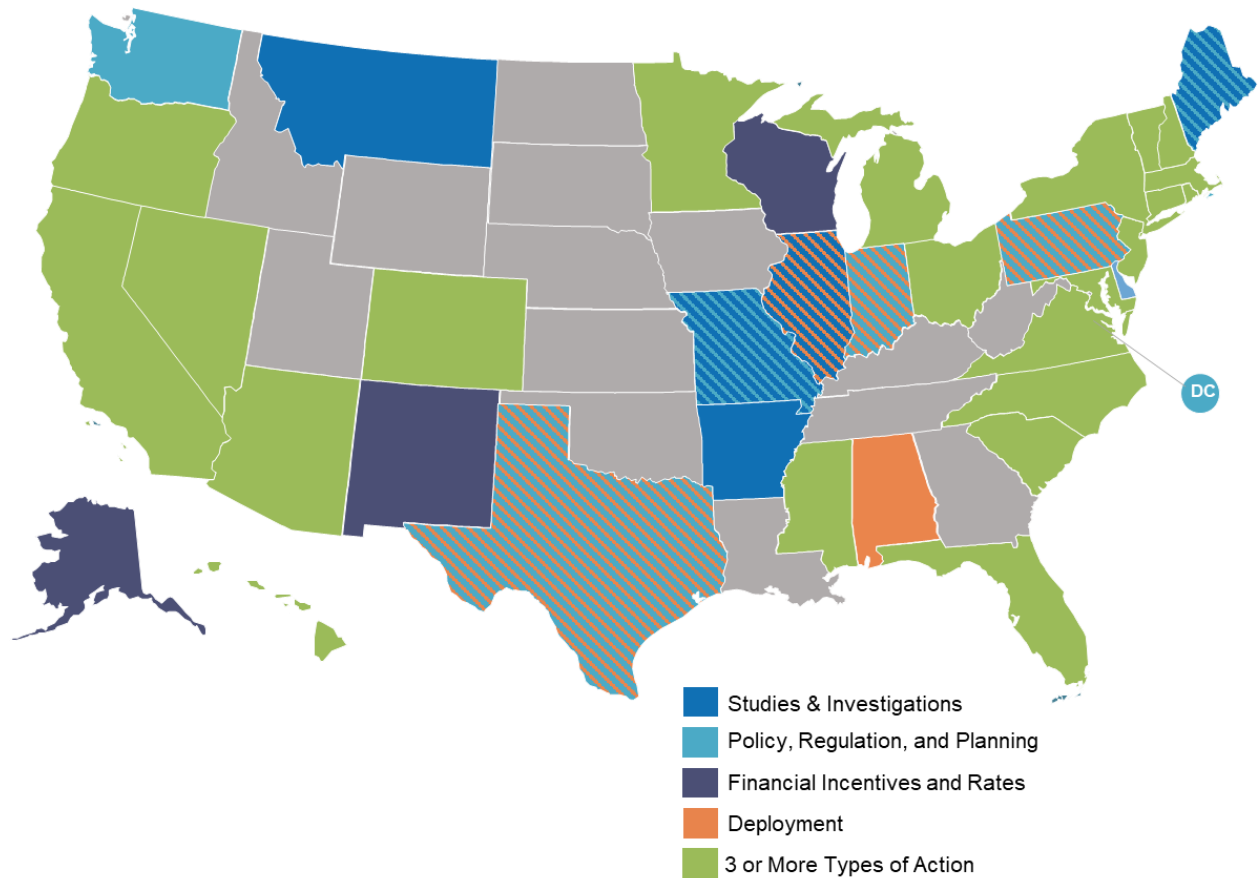 DC
Studies & Investigations
Policy, Regulation, and Planning
Financial Incentives and Rates
Deployment
3 or More Types of Action